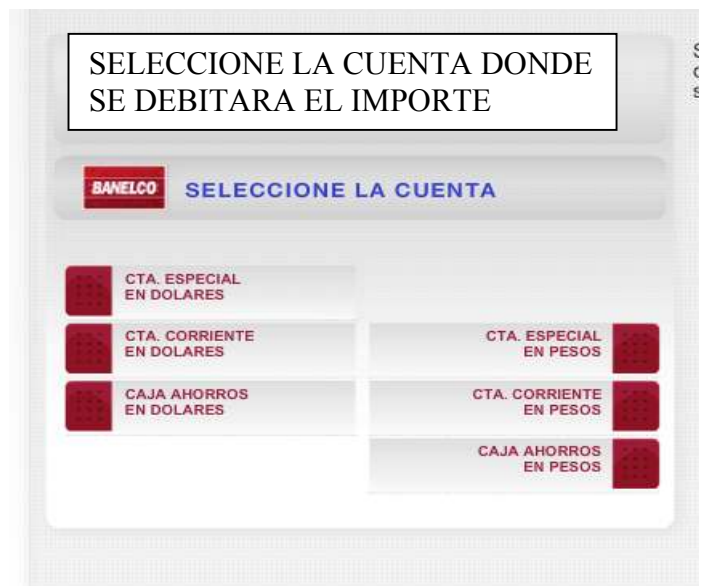 SELECCIONE LA CUENTA DONDE
SE DEBITARA EL IMPORTE
BANELCO SELECCIONE LA CUENTA
CTA. ESPECIAL
EN DOLARES
CTA. CORRIENTE
EN DOLARES
CAJA AHORROS
EN DOLARES
CTA. ESPECIAL
EN PESOS
CTA. CORRIENTE
EN PESOS
CAJA AHORROS
EN PESOS